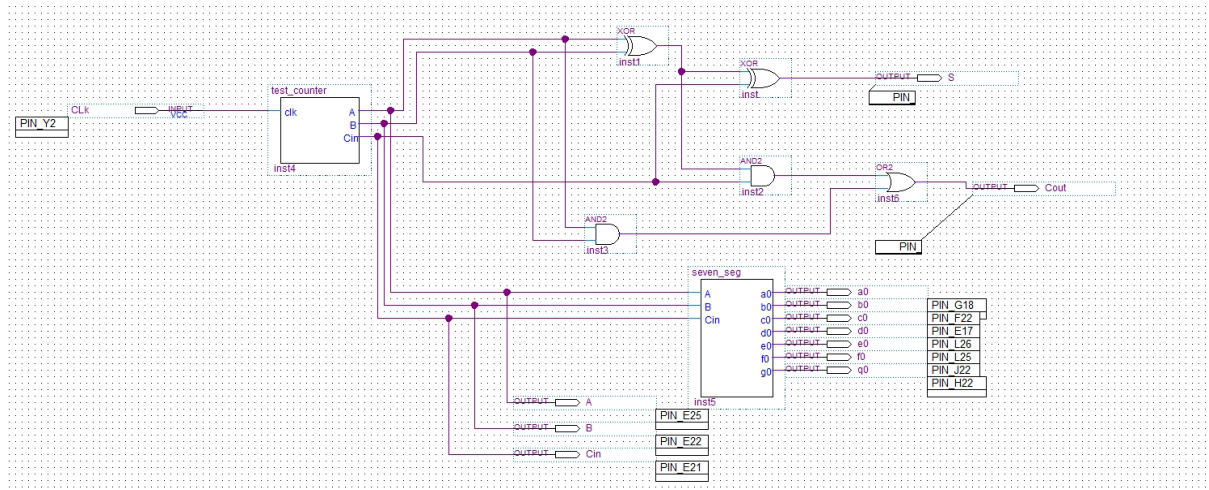 XOR
inst1
XOR
inst
OUTPUT
S
PIN_
test_counter
clk
A
B
Cin
inst4
CLk
INPUT
VCC
PIN_Y2
AND2
inst2
OR2
inst6
OUTPUT
Cout
PIN_
AND2
inst3
seven_seg
A
B
Cin
a0
b0
c0
d0
e0
f0
g0
inst5
OUTPUT a0
OUTPUT b0
OUTPUT c0
OUTPUT d0
OUTPUT e0
OUTPUT f0
OUTPUT q0
PIN_G18
PIN_F22
PIN_E17
PIN_L26
PIN_L25
PIN_J22
PIN_H22
OUTPUT A
PIN_E25
OUTPUT B
PIN_E22
OUTPUT Cin
PIN_E21